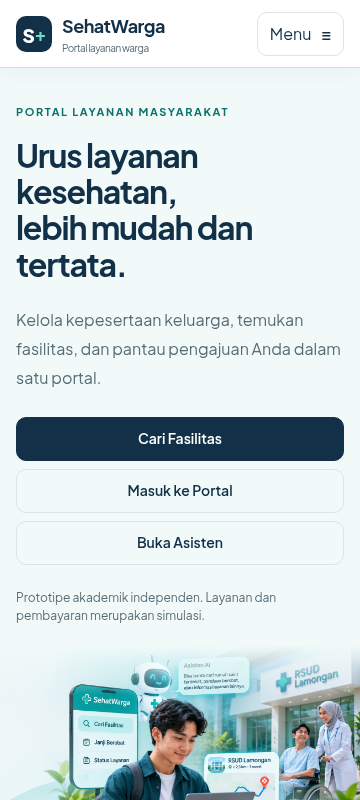 S+
SehatWarga
Portal layanan warga
Menu ≡
PORTAL LAYANAN MASYARAKAT
Urus layanan
kesehatan,
lebih mudah dan
tertata.
Kelola kepesertaan keluarga, temukan
fasilitas, dan pantau pengajuan Anda dalam
satu portal.
Cari Fasilitas
Masuk ke Portal
Buka Asisten
Prototipe akademik independen. Layanan dan
pembayaran merupakan simulasi.
Asisten AI
SehatWarga
Cari Fasilitas
Janji Berobat
Status Layanan
RSUD
Lamongan
RSUD Lamongan